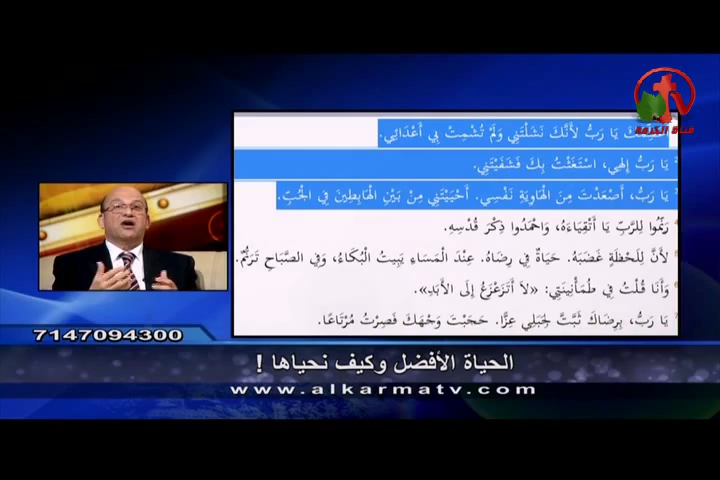 قناة الكرمة
أُعَظِّمُكَ يَا رَبُّ لأَنَّكَ نَشَلْتَنِي وَلَمْ تُشْمِتْ بِي أَعْدَائِي.
يَا رَبُّ إِلهِي، اسْتَغَثْتُ بِكَ فَشَفَيْتَنِي.
يَا رَبُّ، أَصْعَدْتَ مِنَ الْهَاوِيَةِ نَفْسِي. أَحْيَيْتَنِي مِنْ بَيْنِ الْهَابِطِينَ فِي الْجُبِّ.
رَنِّمُوا لِلرَّبِّ يَا أَتْقِيَاءَهُ، وَاحْمَدُوا ذِكْرَ قُدْسِهِ.
لأَنَّ لِلَحْظَةٍ غَضَبَهُ. حَيَاةٌ فِي رِضَاهُ. عِنْدَ الْمَسَاءِ يَبِيتُ الْبُكَاءُ، وَفِي الصَّبَاحِ تَرَنُّمٌ.
وَأَنَا قُلْتُ فِي طُمَأْنِينَتِي: «لاَ أَتَزَعْزَعُ إِلَى الأَبَدِ».
يَا رَبُّ، بِرِضَاكَ ثَبَّتَّ لِجَبَلِي عِزًّا. حَجَبْتَ وَجْهَكَ فَصِرْتُ مُرْتَاعًا.
7147094300
الحياة الأفضل وكيف نحياها !
www.alkarmatv.com